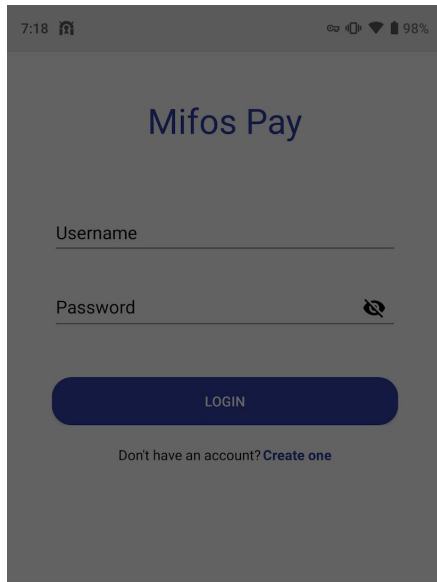 7:18 98%
Mifos Pay
Username
Password
LOGIN
Don't have an account? Create one